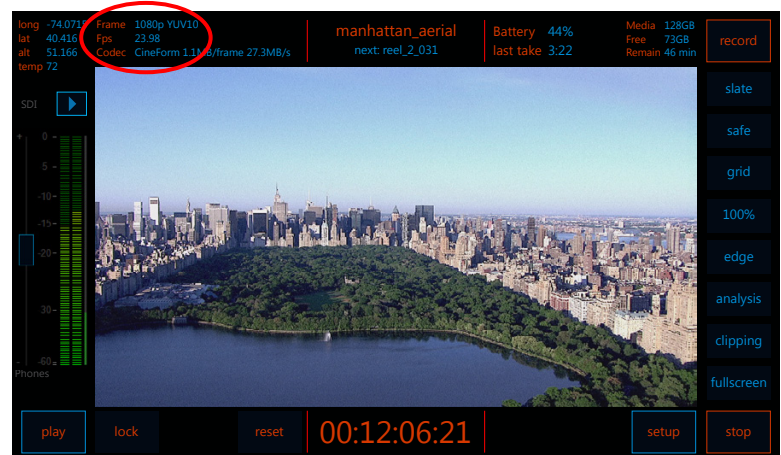 long -74.0715
lat 40.416
alt 51.166
temp 72
Frame 1080p YUV10
Fps 23.98
Codec CineForm 1.1MB/frame 27.3MB/s
manhattan_aerial
next: reel_2_031
Battery 44%
last take 3:22
Media 128GB
Free 73GB
Remain 46 min
record
SDI
slate
safe
grid
100%
edge
analysis
clipping
fullscreen
+ 0 -
5 -
-10-
-15-
-20-
-30-
- -60-
Phones
play
lock
reset
00:12:06:21
setup
stop